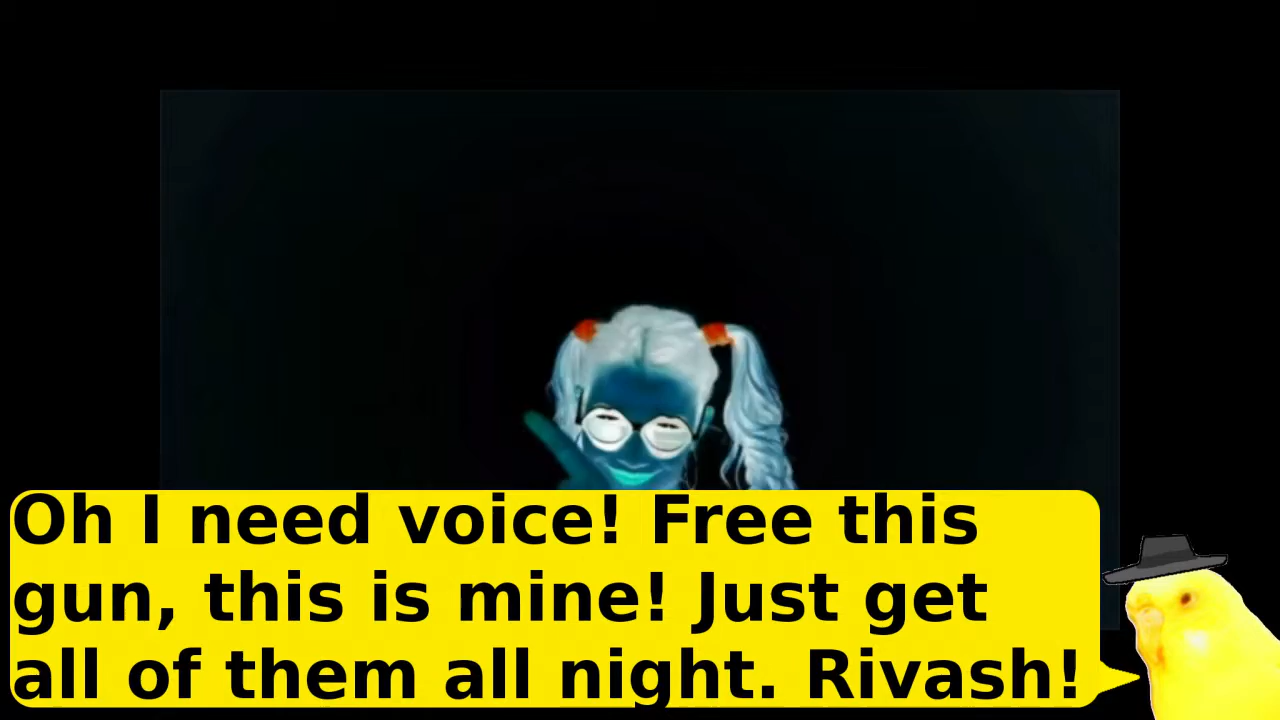 Oh I need voice! Free this
gun, this is mine! Just get
all of them all night. Rivash!